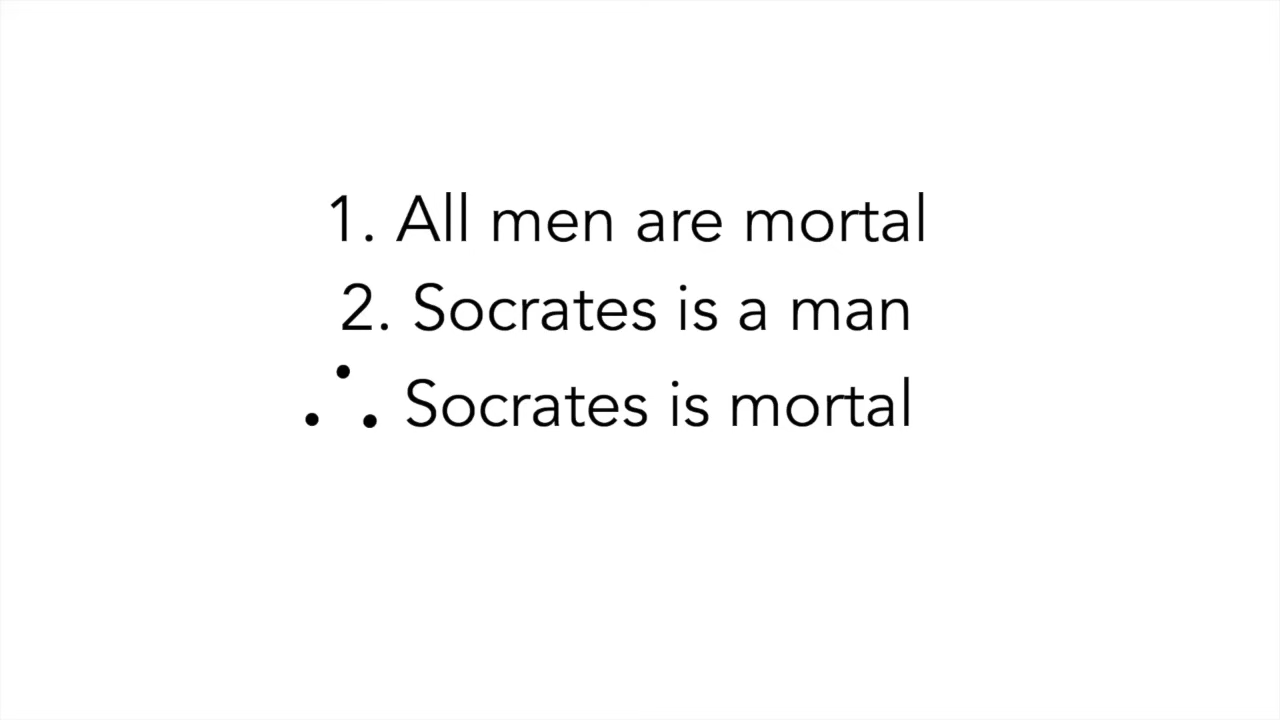 1. All men are mortal
2. Socrates is a man
∴ Socrates is mortal